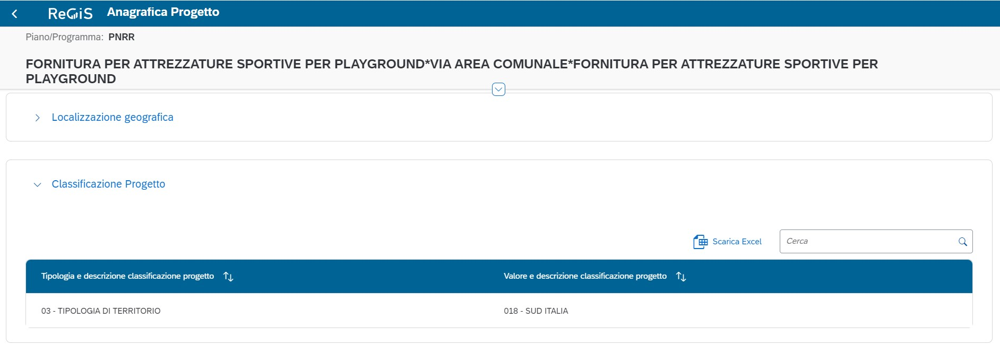 ReGiS Anagrafica Progetto
Piano/Programma: PNRR
FORNITURA PER ATTREZZATURE SPORTIVE PER PLAYGROUND*VIA AREA COMUNALE*FORNITURA PER ATTREZZATURE SPORTIVE PER
PLAYGROUND
Localizzazione geografica
Classificazione Progetto
Scarica Excel Cerca
Tipologia e descrizione classificazione progetto Valore e descrizione classificazione progetto
03 - TIPOLOGIA DI TERRITORIO 018 - SUD ITALIA